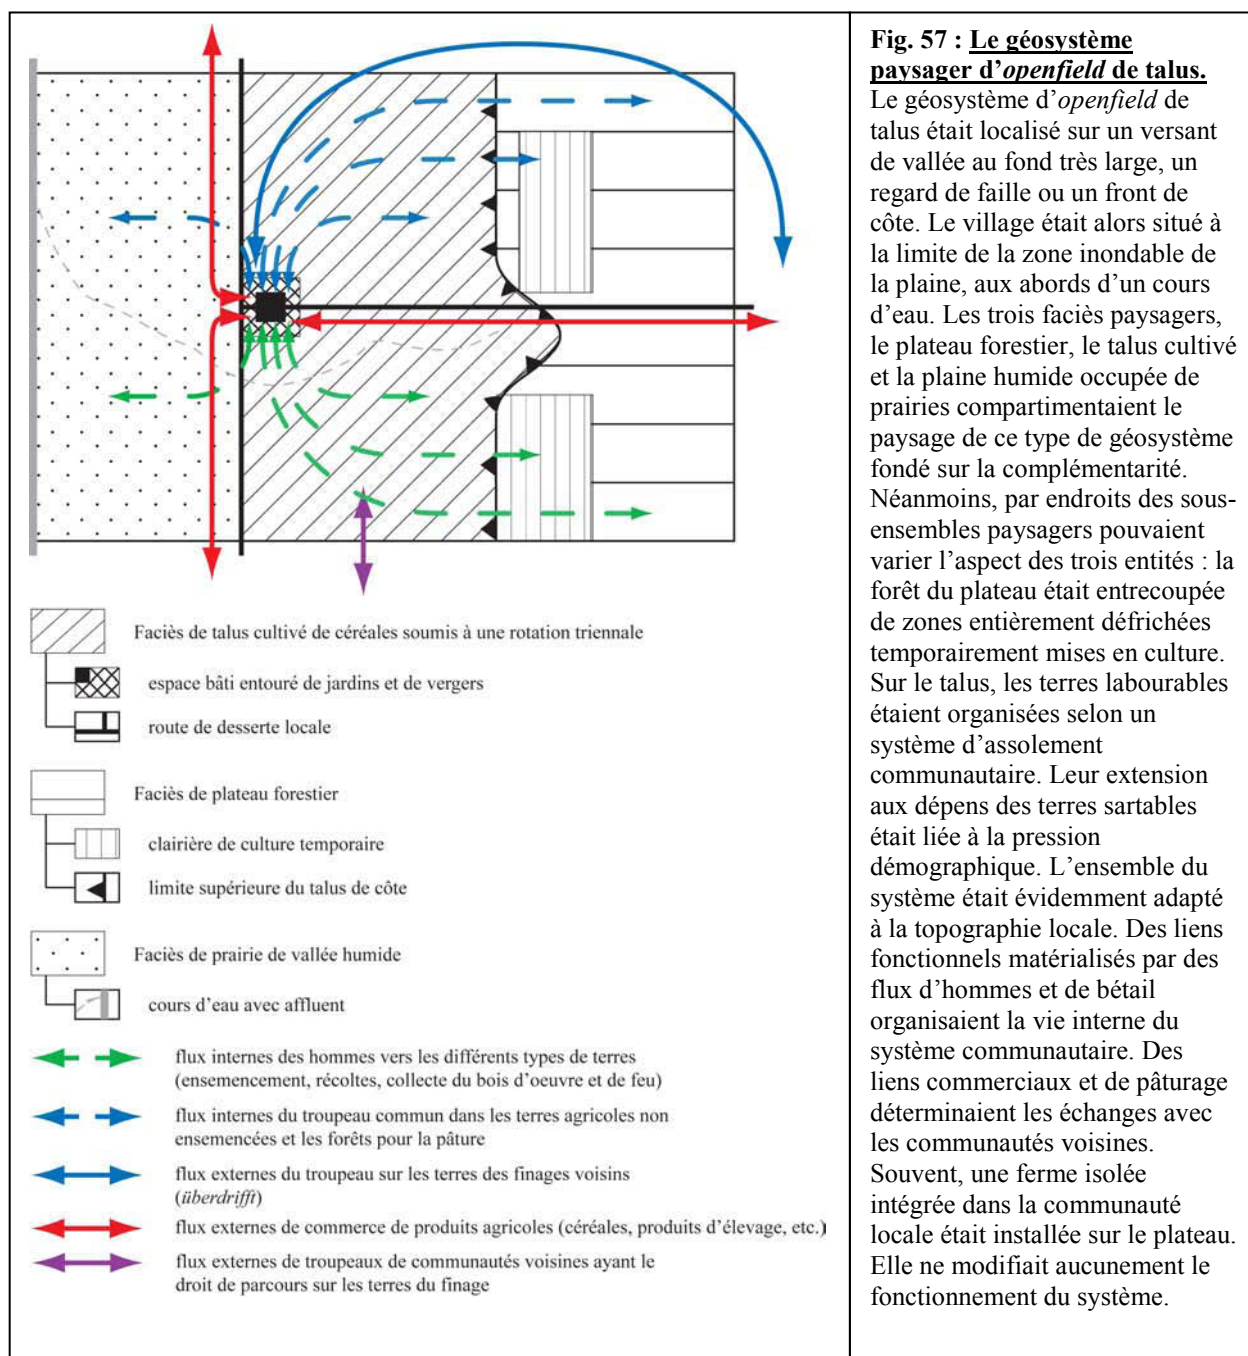 Fig. 57 : Le géosystème
paysager d’openfield de talus.
Le géosystème d’openfield de
talus était localisé sur un versant
de vallée au fond très large, un
regard de faille ou un front de
côte. Le village était alors situé à
la limite de la zone inondable de
la plaine, aux abords d’un cours
d’eau. Les trois faciès paysagers,
le plateau forestier, le talus cultivé
et la plaine humide occupée de
prairies compartimentaient le
paysage de ce type de géosystème
fondé sur la complémentarité.
Néanmoins, par endroits des sous-
ensembles paysagers pouvaient
varier l’aspect des trois entités : la
forêt du plateau était entrecoupée
de zones entièrement défrichées
temporairement mises en culture.
Sur le talus, les terres labourables
étaient organisées selon un
système d’assolement
communautaire. Leur extension
aux dépens des terres sartables
était liée à la pression
démographique. L’ensemble du
système était évidemment adapté
à la topographie locale. Des liens
fonctionnels matérialisés par des
flux d’hommes et de bétail
organisaient la vie interne du
système communautaire. Des
liens commerciaux et de pâturage
déterminaient les échanges avec
les communautés voisines.
Souvent, une ferme isolée
intégrée dans la communauté
locale était installée sur le plateau.
Elle ne modifiait aucunement le
fonctionnement du système.
Faciès de talus cultivé de céréales soumis à une rotation triennale
espace bâti entouré de jardins et de vergers
route de desserte locale
Faciès de plateau forestier
clairière de culture temporaire
limite supérieure du talus de côte
Faciès de prairie de vallée humide
cours d’eau avec affluent
flux internes des hommes vers les différents types de terres
(ensemencement, récoltes, collecte du bois d’oeuvre et de feu)
flux internes du troupeau commun dans les terres agricoles non
ensemencées et les forêts pour la pâture
flux externes du troupeau sur les terres des finages voisins
(überdrifft)
flux externes de commerce de produits agricoles (céréales, produits d’élevage, etc.)
flux externes de troupeaux de communautés voisines ayant le
droit de parcours sur les terres du finage